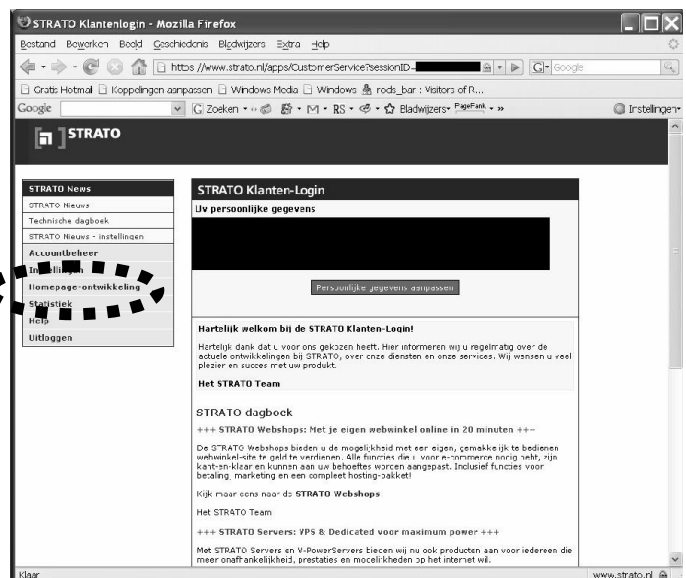 STRATO Klantenlogin - Mozilla Firefox
Bestand Bewerken Beeld Geschiedenis Bladwijzers Extra Help
https://www.strato.nl/apps/CustomerService?sessionID=
G Google
Gratis Hotmail Koppelingen aanpassen Windows Media Windows rods_bar : Visitors of R...
Google G Zoeken M RS Bladwijzers PageRank » Instellingen
STRATO
STRATO News
STRATO Nieuws
Technische dagboek
STRATO Nieuws - instellingen
Accountbeheer
Instellingen
Homepage-ontwikkeling
Statistiek
Help
Uitloggen
STRATO Klanten-Login
Uw persoonlijke gegevens
Persoonlijke gegevens aanpassen
Hartelijk welkom bij de STRATO Klanten-Login!
Hartelijk dank dat u voor ons gekozen heeft. Hier informeren wij u regelmatig over de
actuele ontwikkelingen bij STRATO, over onze diensten en onze services. Wij wensen u veel
plezier en succes met uw produkt.
Het STRATO Team
STRATO dagboek
+++ STRATO Webshops: Met je eigen webwinkel online in 20 minuten +++
De STRATO Webshops bieden u de mogelijkheid met een eigen, gemakkelijk te bedienen
webwinkel-site te geld te verdienen. Alle functies die u voor e-commerce nodig hebt, zijn
kant-en-klaar en kunnen aan uw behoeftes worden aangepast. Inclusief functies voor
betaling, marketing en een compleet hosting-pakket!
Kijk maar eens naar de STRATO Webshops
Het STRATO Team
+++ STRATO Servers: VPS & Dedicated voor maximum power +++
Met STRATO Servers en V-PowerServers bieden wij nu ook producten aan voor iedereen die
meer onafhankelijkheid, prestaties en mogelijkheden op het internet wil.
Klaar www.strato.nl